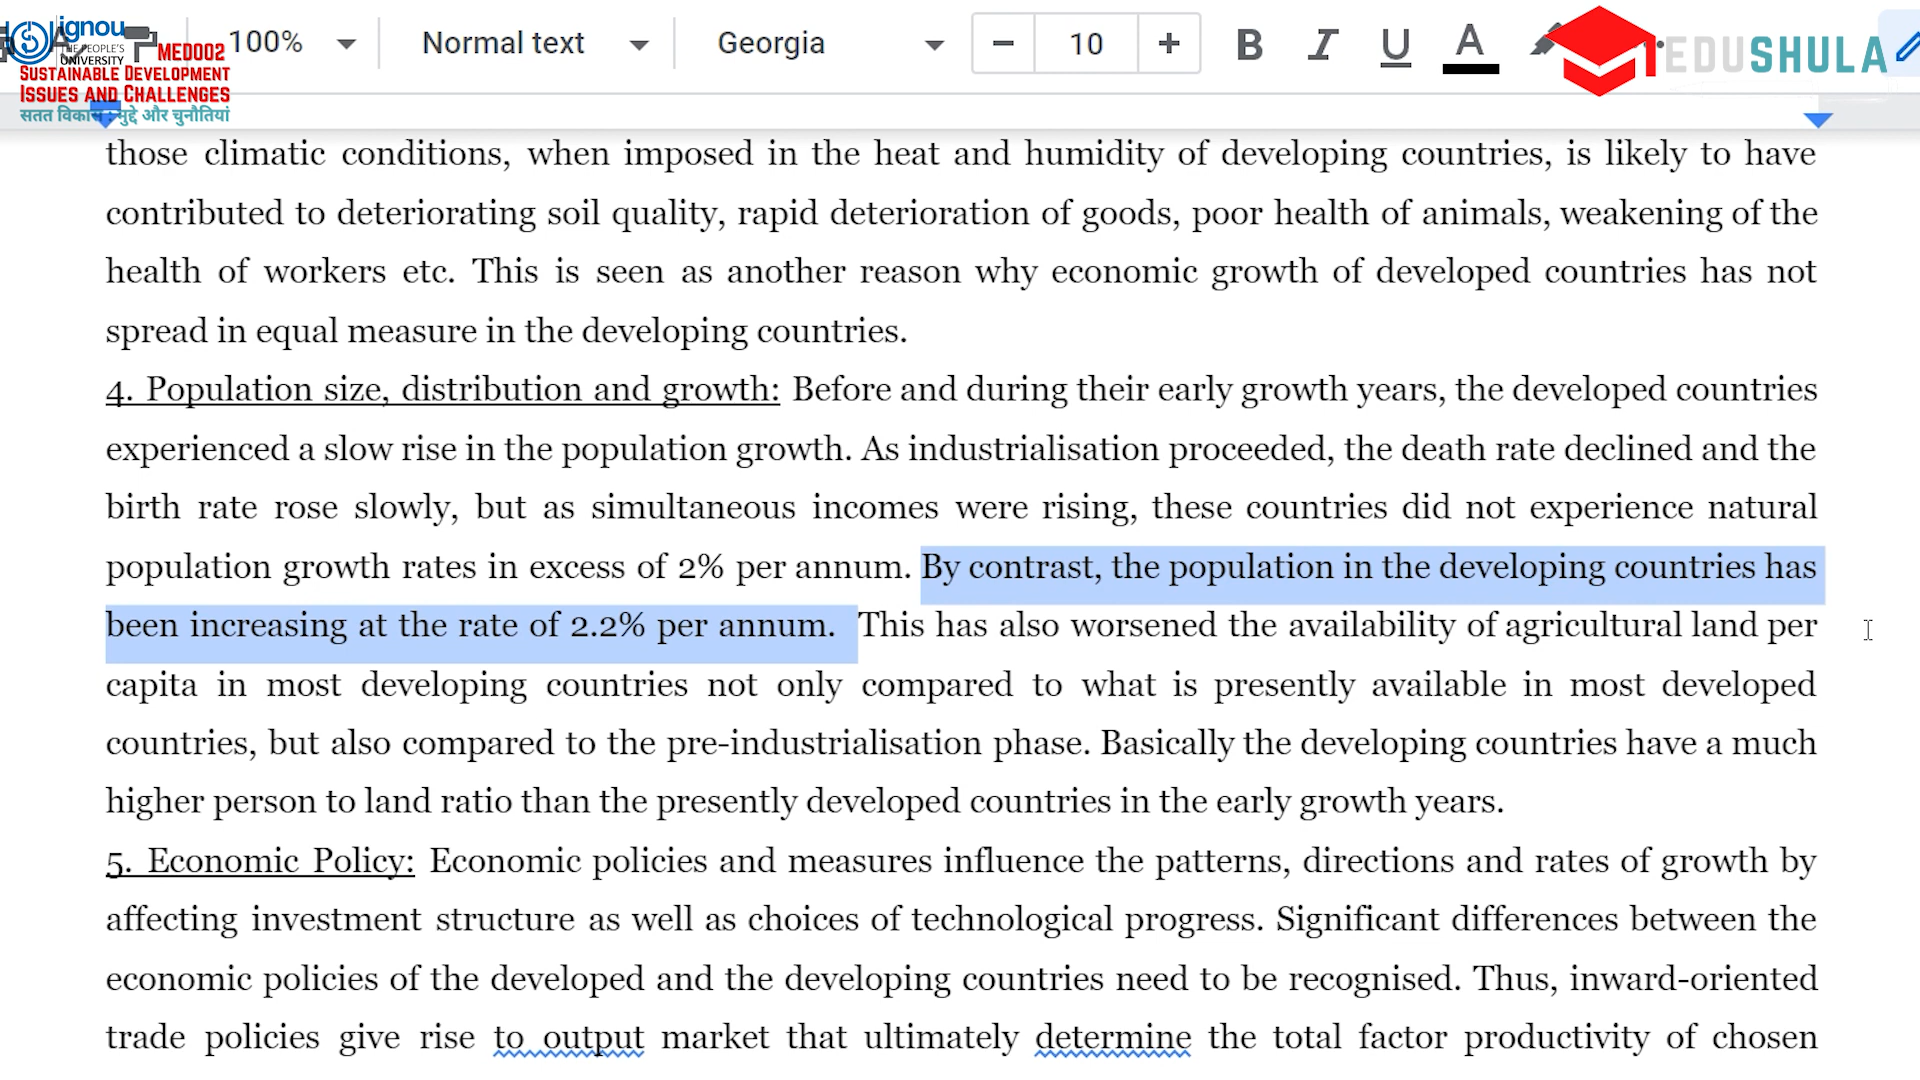 ignou
THE PEOPLE'S
UNIVERSITY
MED002
SUSTAINABLE DEVELOPMENT
ISSUES AND CHALLENGES
सतत विकास : मुद्दे और चुनौतियां
100% Normal text Georgia 10 B I U A
EDUSHULA
those climatic conditions, when imposed in the heat and humidity of developing countries, is likely to have
contributed to deteriorating soil quality, rapid deterioration of goods, poor health of animals, weakening of the
health of workers etc. This is seen as another reason why economic growth of developed countries has not
spread in equal measure in the developing countries.
4. Population size, distribution and growth: Before and during their early growth years, the developed countries
experienced a slow rise in the population growth. As industrialisation proceeded, the death rate declined and the
birth rate rose slowly, but as simultaneous incomes were rising, these countries did not experience natural
population growth rates in excess of 2% per annum. By contrast, the population in the developing countries has
been increasing at the rate of 2.2% per annum. This has also worsened the availability of agricultural land per
capita in most developing countries not only compared to what is presently available in most developed
countries, but also compared to the pre-industrialisation phase. Basically the developing countries have a much
higher person to land ratio than the presently developed countries in the early growth years.
5. Economic Policy: Economic policies and measures influence the patterns, directions and rates of growth by
affecting investment structure as well as choices of technological progress. Significant differences between the
economic policies of the developed and the developing countries need to be recognised. Thus, inward-oriented
trade policies give rise to output market that ultimately determine the total factor productivity of chosen